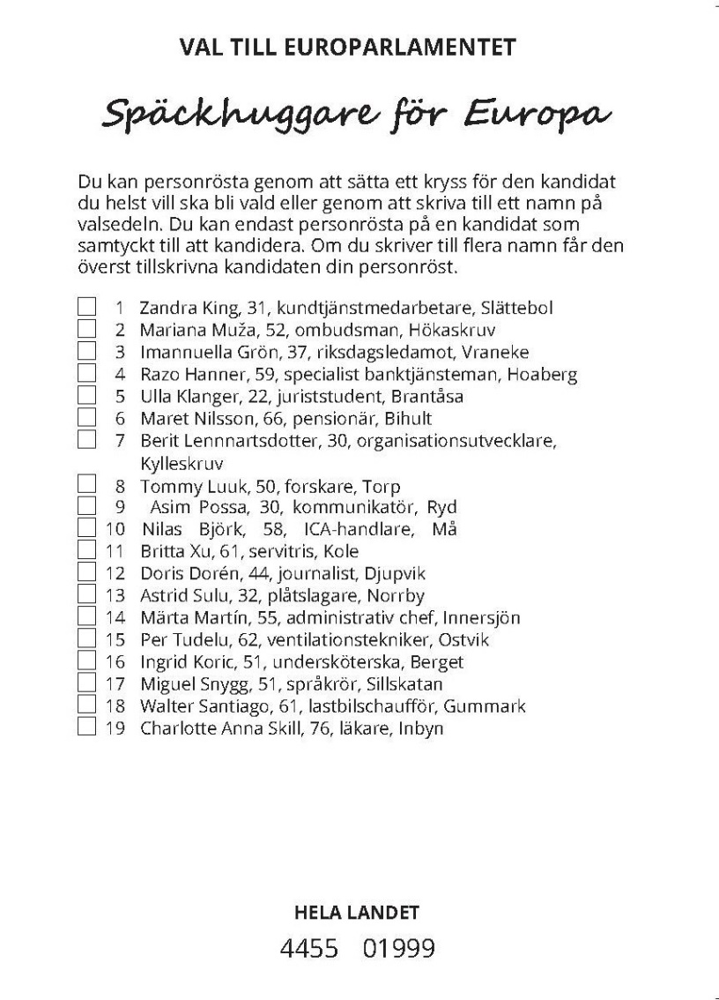 VAL TILL EUROPARLAMENTET
Späckhuggare för Europa
Du kan personrösta genom att sätta ett kryss för den kandidat
du helst vill ska bli vald eller genom att skriva till ett namn på
valsedeln. Du kan endast personrösta på en kandidat som
samtyckt till att kandidera. Om du skriver till flera namn får den
överst tillskrivna kandidaten din personröst.
1 Zandra King, 31, kundtjänstmedarbetare, Slättebol
2 Mariana Muža, 52, ombudsman, Hökaskruv
3 Imannuella Grön, 37, riksdagsledamot, Vraneke
4 Razo Hanner, 59, specialist banktjänsteman, Hoaberg
5 Ulla Klanger, 22, juriststudent, Brantåsa
6 Maret Nilsson, 66, pensionär, Bihult
7 Berit Lennnartsdotter, 30, organisationsutvecklare,
Kylleskruv
8 Tommy Luuk, 50, forskare, Torp
9 Asim Possa, 30, kommunikatör, Ryd
10 Nilas Björk, 58, ICA-handlare, Må
11 Britta Xu, 61, servitris, Kole
12 Doris Dorén, 44, journalist, Djupvik
13 Astrid Sulu, 32, plåtslagare, Norrby
14 Märta Martín, 55, administrativ chef, Innersjön
15 Per Tudelu, 62, ventilationstekniker, Ostvik
16 Ingrid Koric, 51, undersköterska, Berget
17 Miguel Snygg, 51, språkrör, Sillskatan
18 Walter Santiago, 61, lastbilschaufför, Gummark
19 Charlotte Anna Skill, 76, läkare, Inbyn
HELA LANDET
4455 01999